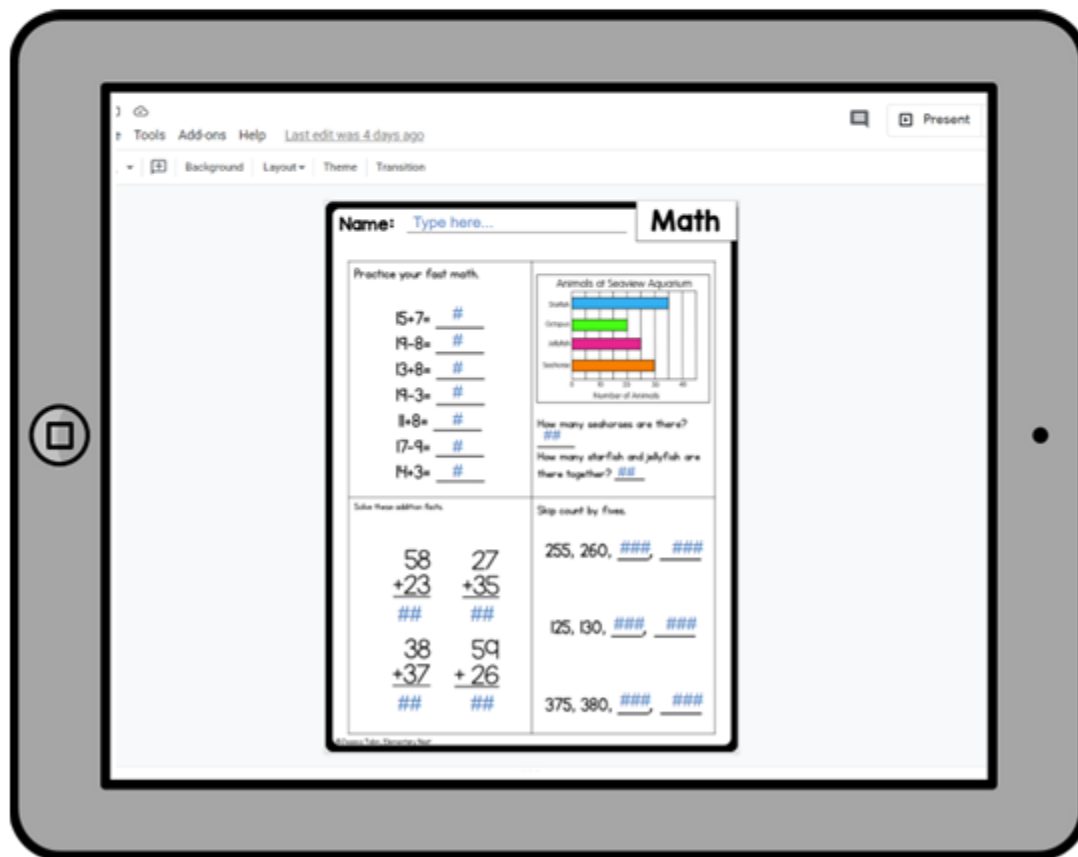 Tools Add-ons Help Last edit was 4 days ago
Present
Background Layout Theme Transition
Name: Type here...
Math
Practice your fast math.
15+7= #
19-8= #
13+8= #
19-3= #
11+8= #
17-9= #
14+3= #
Animals at Seaview Aquarium
Starfish
Octopus
Jellyfish
Seahorse
0 10 20 30 40
Number of Animals
How many seahorses are there?
##
How many starfish and jellyfish are
there together? ##
Solve these addition facts.
58 27
+23 +35
## ##
38 59
+37 + 26
## ##
Skip count by fives.
255, 260, ###, ###
125, 130, ###, ###
375, 380, ###, ###